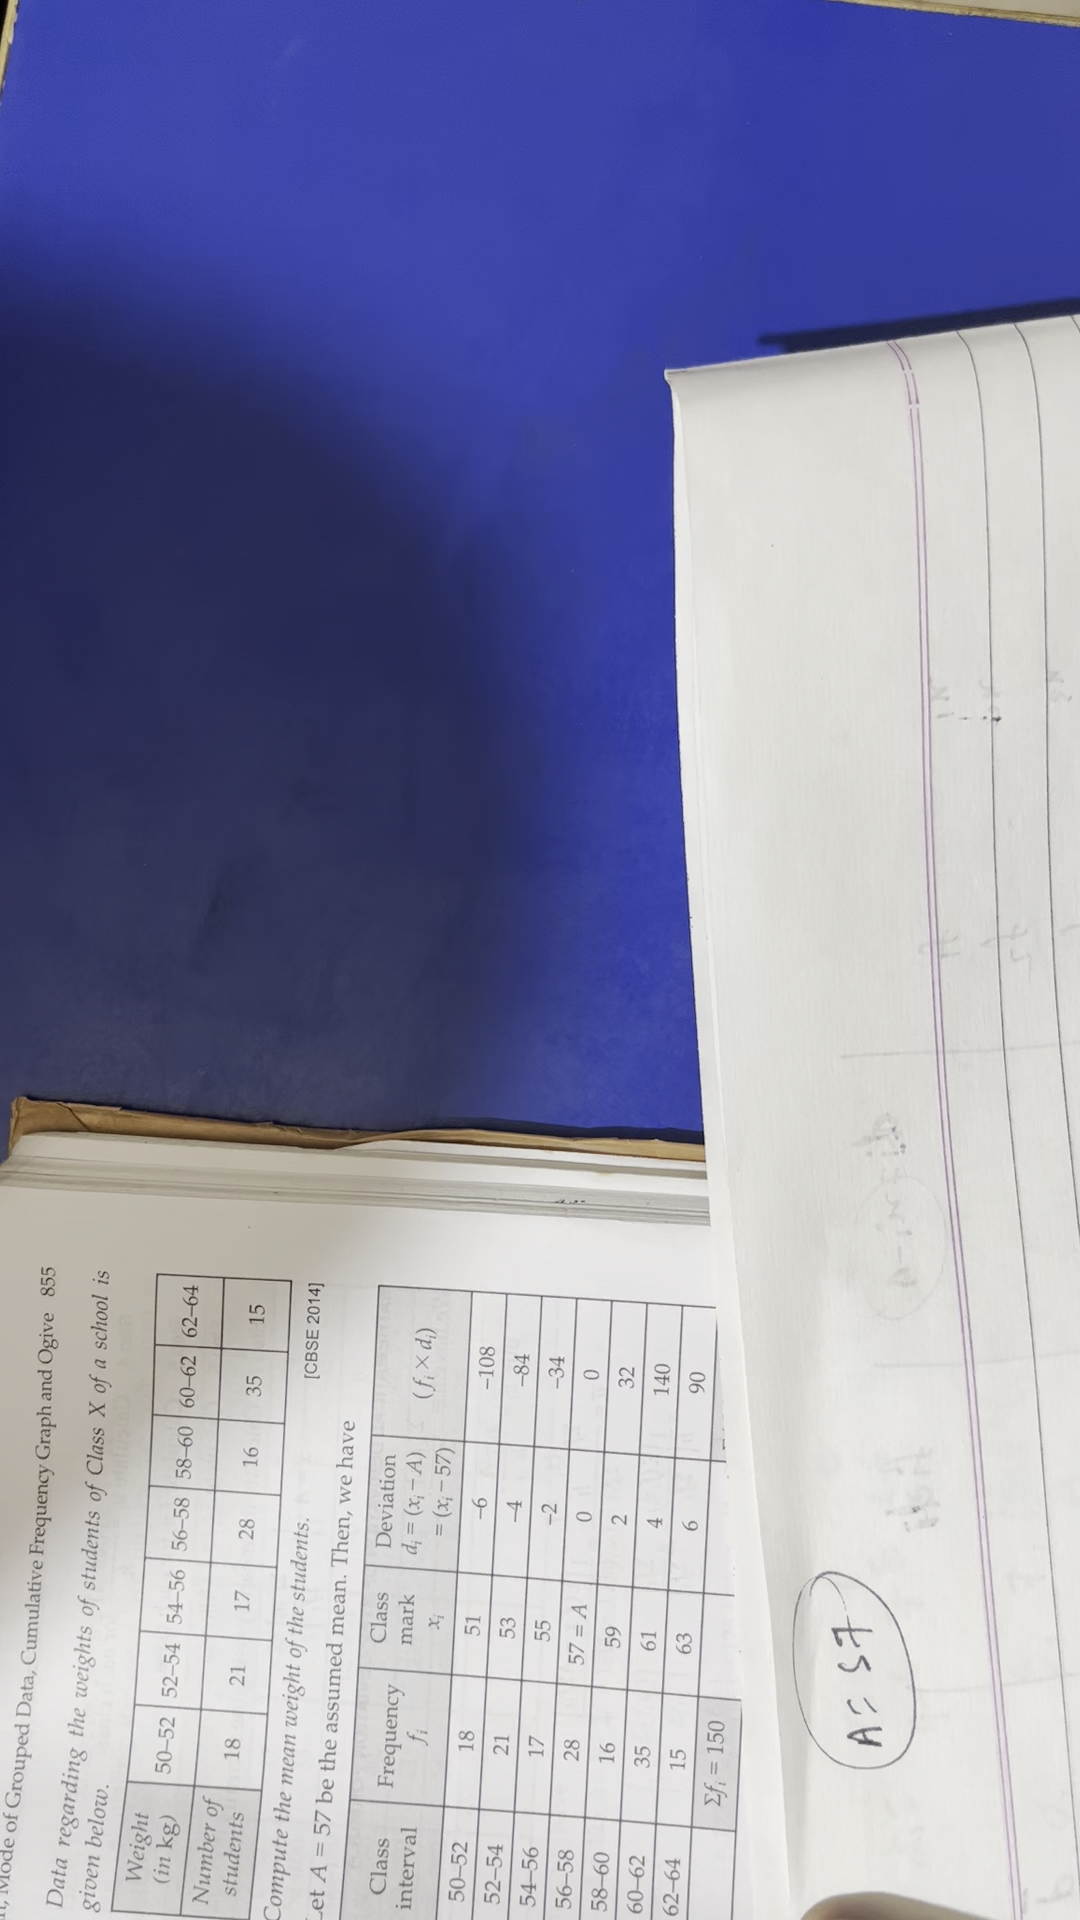 Mode of Grouped Data, Cumulative Frequency Graph and Ogive 855
Data regarding the weights of students of Class X of a school is
given below.
Weight (in kg) 50–52 52–54 54–56 56–58 58–60 60–62 62–64
Number of students 18 21 17 28 16 35 15
Compute the mean weight of the students. [CBSE 2014]
Let A = 57 be the assumed mean. Then, we have
Class interval Frequency fᵢ Class mark xᵢ Deviation dᵢ = (xᵢ – A) = (xᵢ – 57) (fᵢ × dᵢ)
50–52 18 51 –6 –108
52–54 21 53 –4 –84
54–56 17 55 –2 –34
56–58 28 57 = A 0 0
58–60 16 59 2 32
60–62 35 61 4 140
62–64 15 63 6 90
Σfᵢ = 150
A = 57